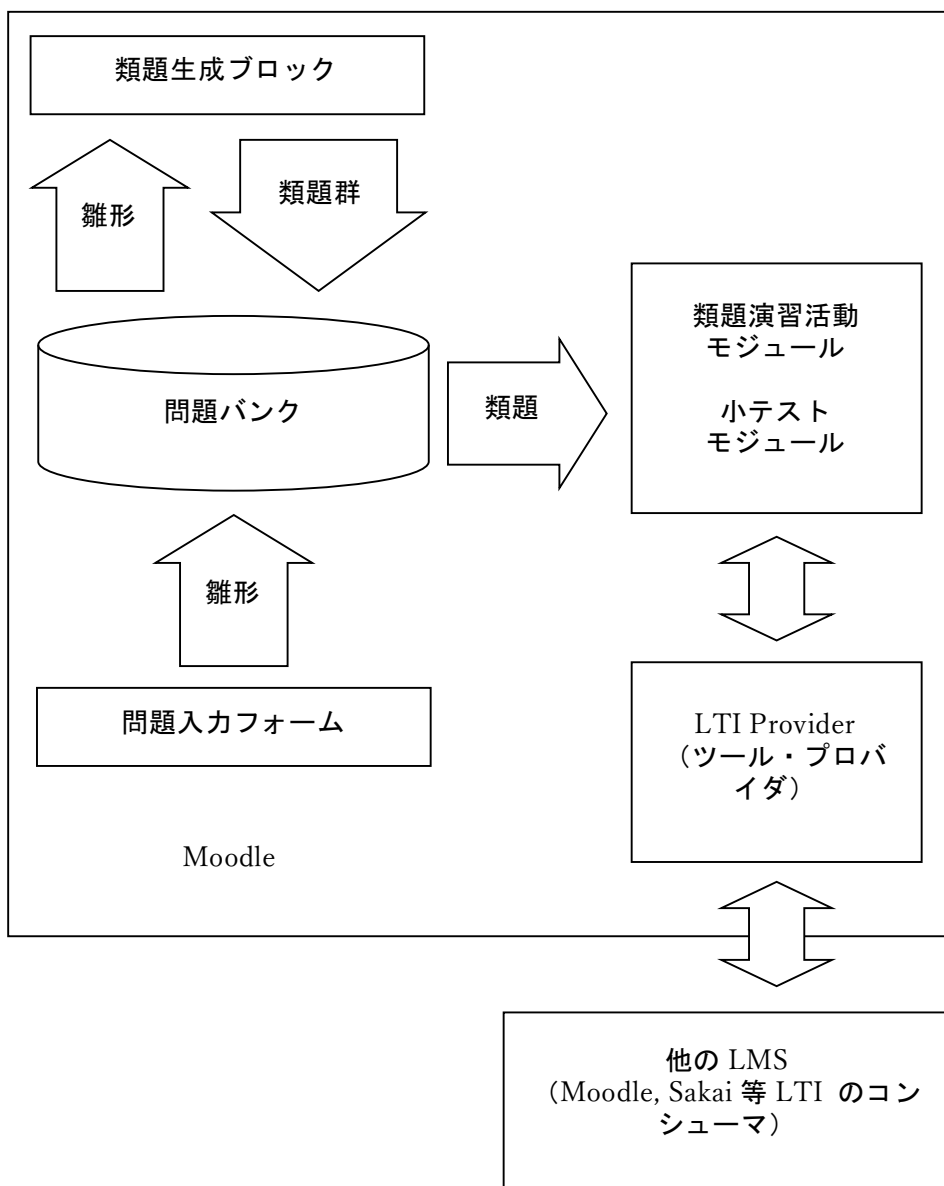 類題生成ブロック
雛形
類題群
問題バンク
類題
類題演習活動
モジュール
小テスト
モジュール
雛形
問題入力フォーム
LTI Provider
（ツール・プロバ
イダ）
Moodle
他の LMS
（Moodle, Sakai 等 LTI のコン
シューマ）